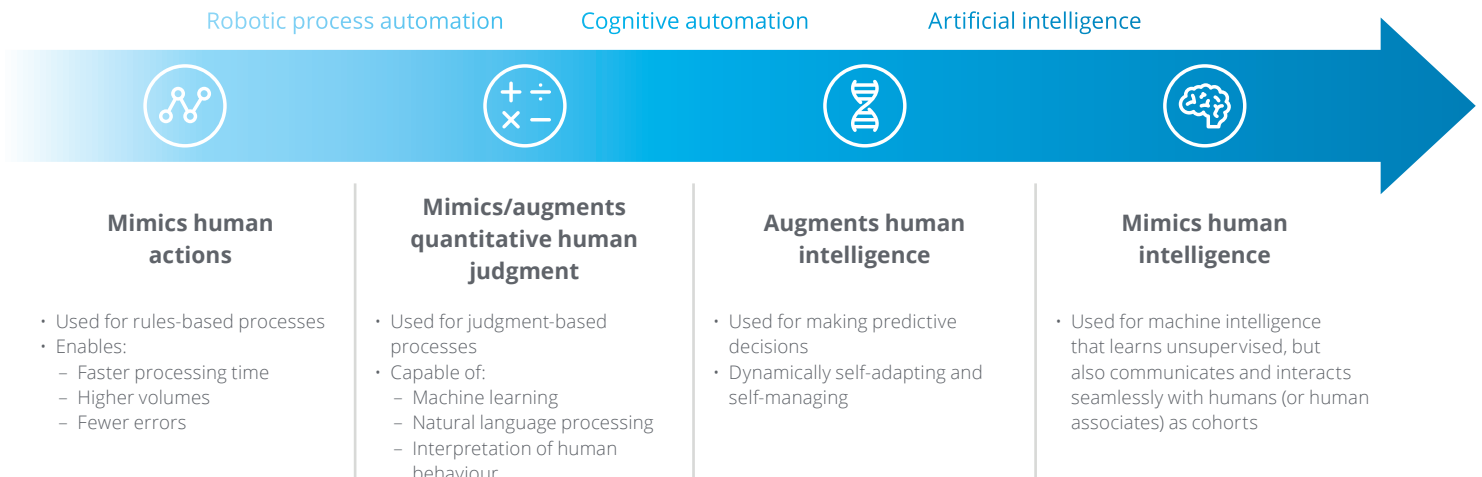 Robotic process automation
Cognitive automation
Artificial intelligence
Mimics human
actions
• Used for rules-based processes
• Enables:
– Faster processing time
– Higher volumes
– Fewer errors
Mimics/augments
quantitative human
judgment
• Used for judgment-based
processes
• Capable of:
– Machine learning
– Natural language processing
– Interpretation of human
behaviour
Augments human
intelligence
• Used for making predictive
decisions
• Dynamically self-adapting and
self-managing
Mimics human
intelligence
• Used for machine intelligence
that learns unsupervised, but
also communicates and interacts
seamlessly with humans (or human
associates) as cohorts